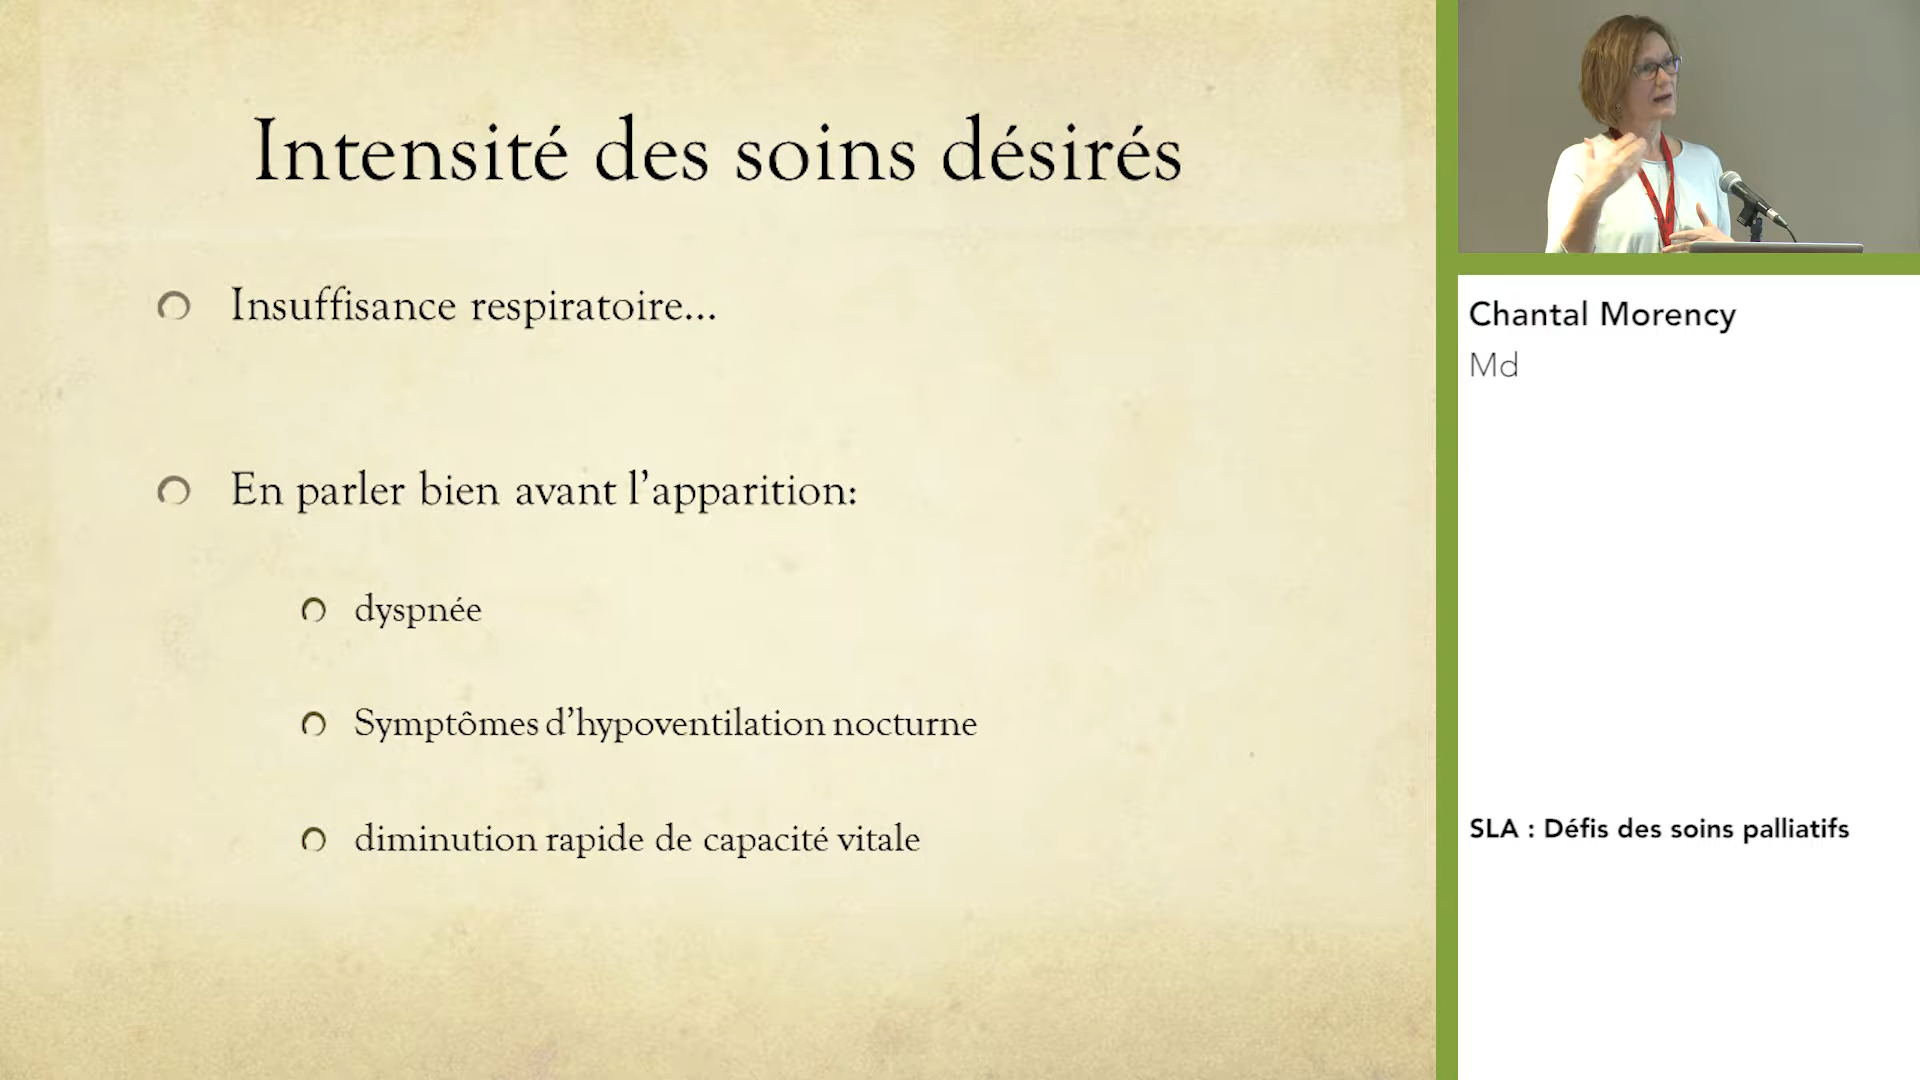 Intensité des soins désirés
Insuffisance respiratoire...
En parler bien avant l’apparition:
dyspnée
Symptômes d’hypoventilation nocturne
diminution rapide de capacité vitale
Chantal Morency
Md
SLA : Défis des soins palliatifs